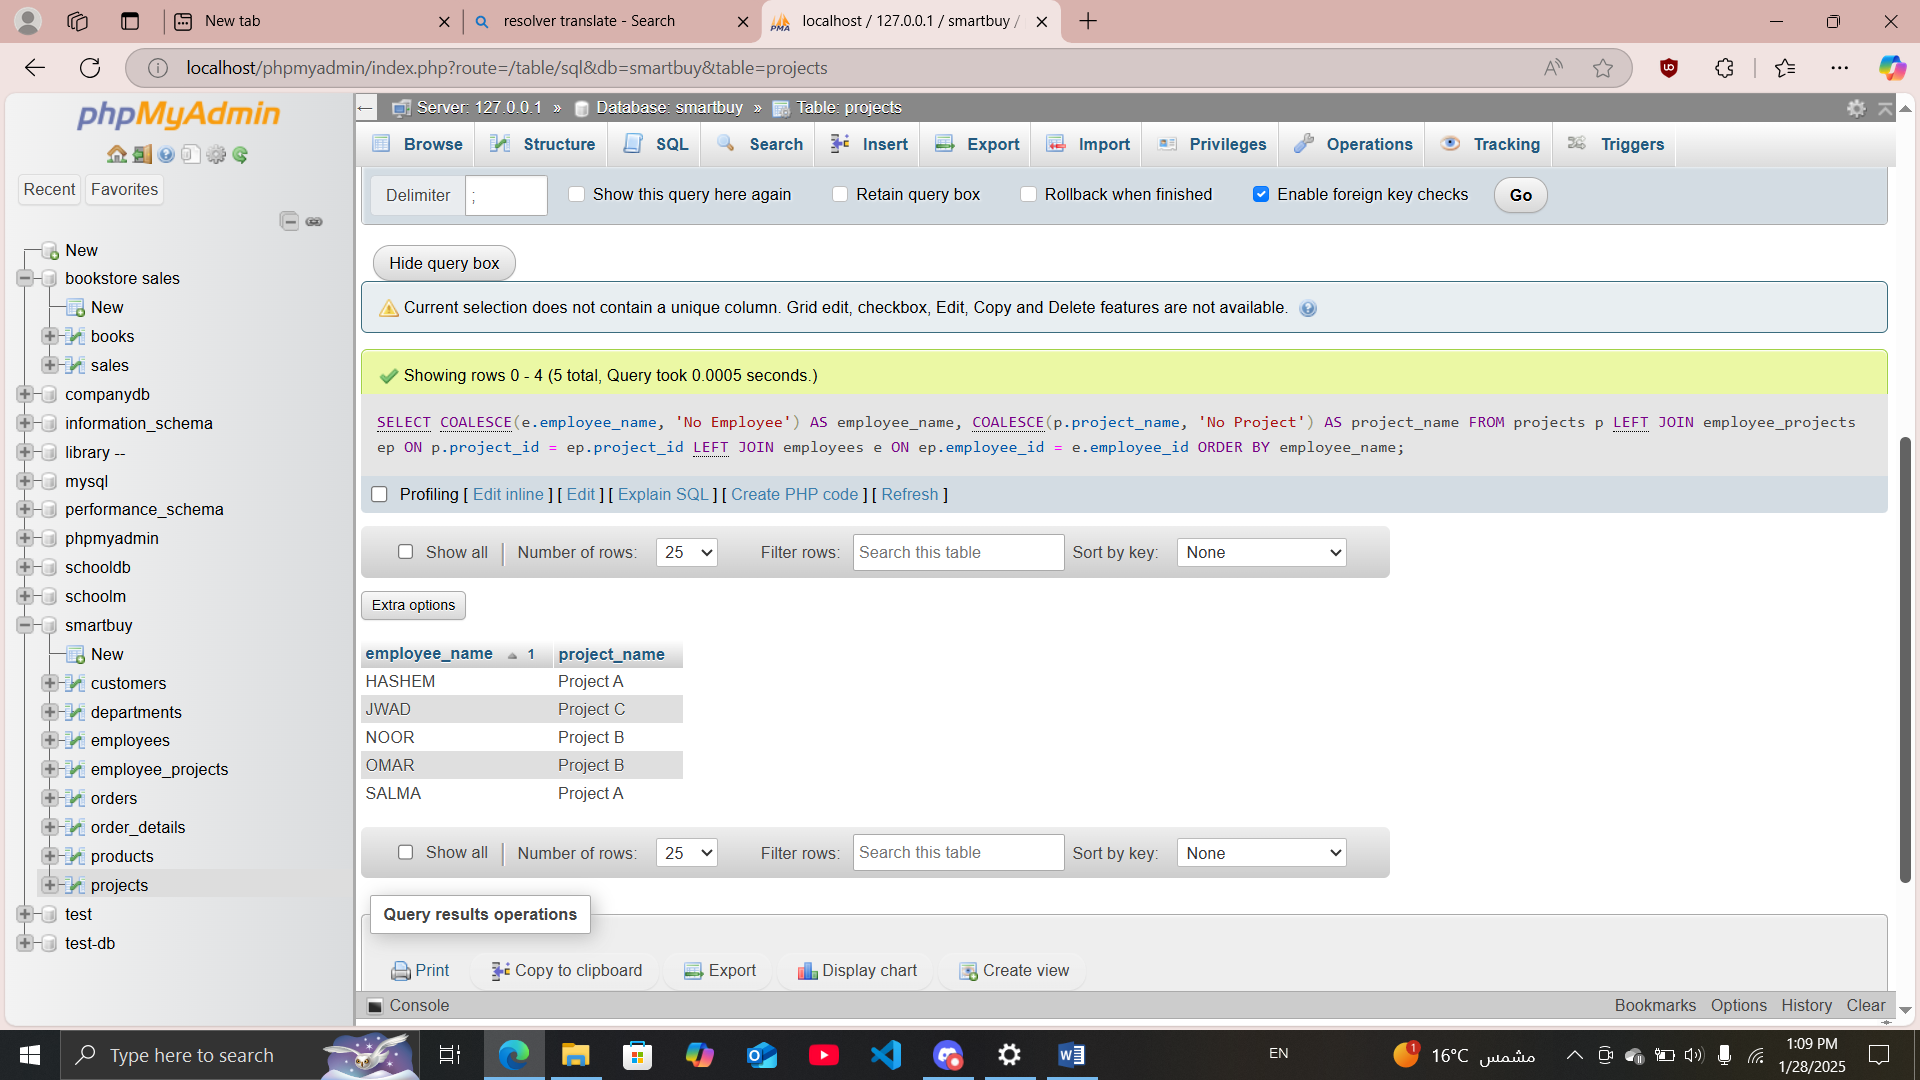 New tab
resolver translate - Search
localhost / 127.0.0.1 / smartbuy /
localhost/phpmyadmin/index.php?route=/table/sql&db=smartbuy&table=projects
phpMyAdmin
Recent
Favorites
New
bookstore sales
New
books
sales
companydb
information_schema
library --
mysql
performance_schema
phpmyadmin
schooldb
schoolm
smartbuy
New
customers
departments
employees
employee_projects
orders
order_details
products
projects
test
test-db
Server: 127.0.0.1 » Database: smartbuy » Table: projects
Browse Structure SQL Search Insert Export Import Privileges Operations Tracking Triggers
Delimiter ; Show this query here again Retain query box Rollback when finished Enable foreign key checks Go
Hide query box
Current selection does not contain a unique column. Grid edit, checkbox, Edit, Copy and Delete features are not available.
Showing rows 0 - 4 (5 total, Query took 0.0005 seconds.)
SELECT COALESCE(e.employee_name, 'No Employee') AS employee_name, COALESCE(p.project_name, 'No Project') AS project_name FROM projects p LEFT JOIN employee_projects
ep ON p.project_id = ep.project_id LEFT JOIN employees e ON ep.employee_id = e.employee_id ORDER BY employee_name;
Profiling [ Edit inline ] [ Edit ] [ Explain SQL ] [ Create PHP code ] [ Refresh ]
Show all Number of rows: 25 Filter rows: Search this table Sort by key: None
Extra options
employee_name 1 project_name
HASHEM Project A
JWAD Project C
NOOR Project B
OMAR Project B
SALMA Project A
Show all Number of rows: 25 Filter rows: Search this table Sort by key: None
Query results operations
Print Copy to clipboard Export Display chart Create view
Console Bookmarks Options History Clear
Type here to search
EN
1
16°C مشمس
1:09 PM
1/28/2025